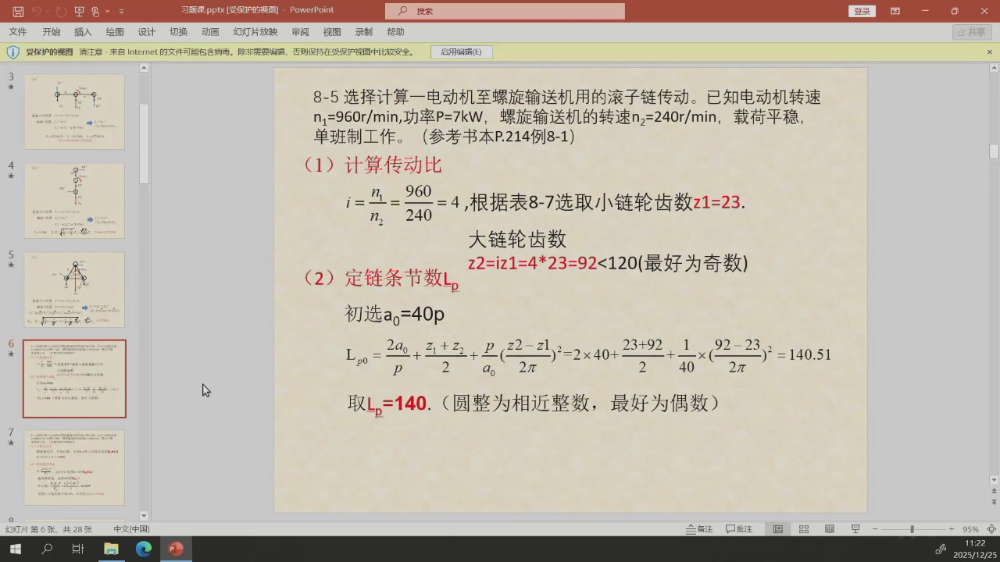 习题课.pptx [受保护的视图] - PowerPoint
搜索
登录
文件 开始 插入 绘图 设计 切换 动画 幻灯片放映 审阅 视图 录制 帮助
共享
受保护的视图 请注意 - 来自 Internet 的文件可能包含病毒。除非需要编辑，否则保持在受保护视图中比较安全。 启用编辑(E)
3
4
5
6
7
8
8-5 选择计算一电动机至螺旋输送机用的滚子链传动。已知电动机转速
n1=960r/min,功率P=7kW，螺旋输送机的转速n2=240r/min，载荷平稳，
单班制工作。（参考书本P.214例8-1）
（1）计算传动比
i = n1/n2 = 960/240 = 4 ,根据表8-7选取小链轮齿数z1=23.
大链轮齿数
z2=iz1=4*23=92<120(最好为奇数)
（2）定链条节数Lp
初选a0=40p
Lp0 = 2a0/p + (z1 + z2)/2 + p/a0 ((z2 − z1)/2π)² =2×40+ (23+92)/2 + 1/40 × ((92 − 23)/2π)² = 140.51
取Lp=140.（圆整为相近整数，最好为偶数）
幻灯片 第 6 张，共 28 张 中文(中国)
备注 批注 95%
11:22
2025/12/25